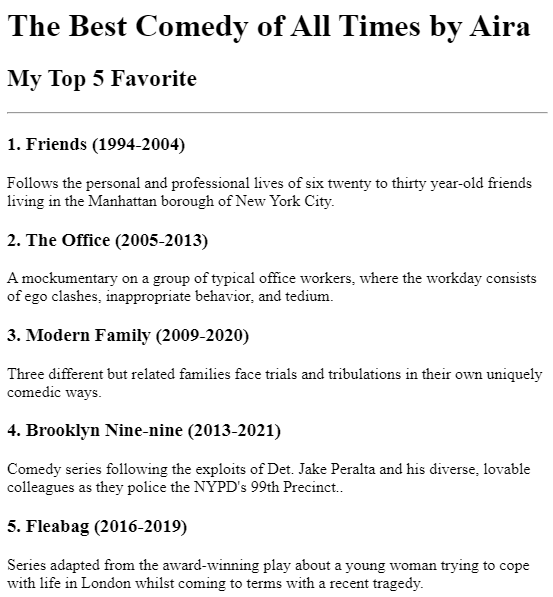 The Best Comedy of All Times by Aira
My Top 5 Favorite
1. Friends (1994-2004)
Follows the personal and professional lives of six twenty to thirty year-old friends
living in the Manhattan borough of New York City.
2. The Office (2005-2013)
A mockumentary on a group of typical office workers, where the workday consists
of ego clashes, inappropriate behavior, and tedium.
3. Modern Family (2009-2020)
Three different but related families face trials and tribulations in their own uniquely
comedic ways.
4. Brooklyn Nine-nine (2013-2021)
Comedy series following the exploits of Det. Jake Peralta and his diverse, lovable
colleagues as they police the NYPD's 99th Precinct..
5. Fleabag (2016-2019)
Series adapted from the award-winning play about a young woman trying to cope
with life in London whilst coming to terms with a recent tragedy.